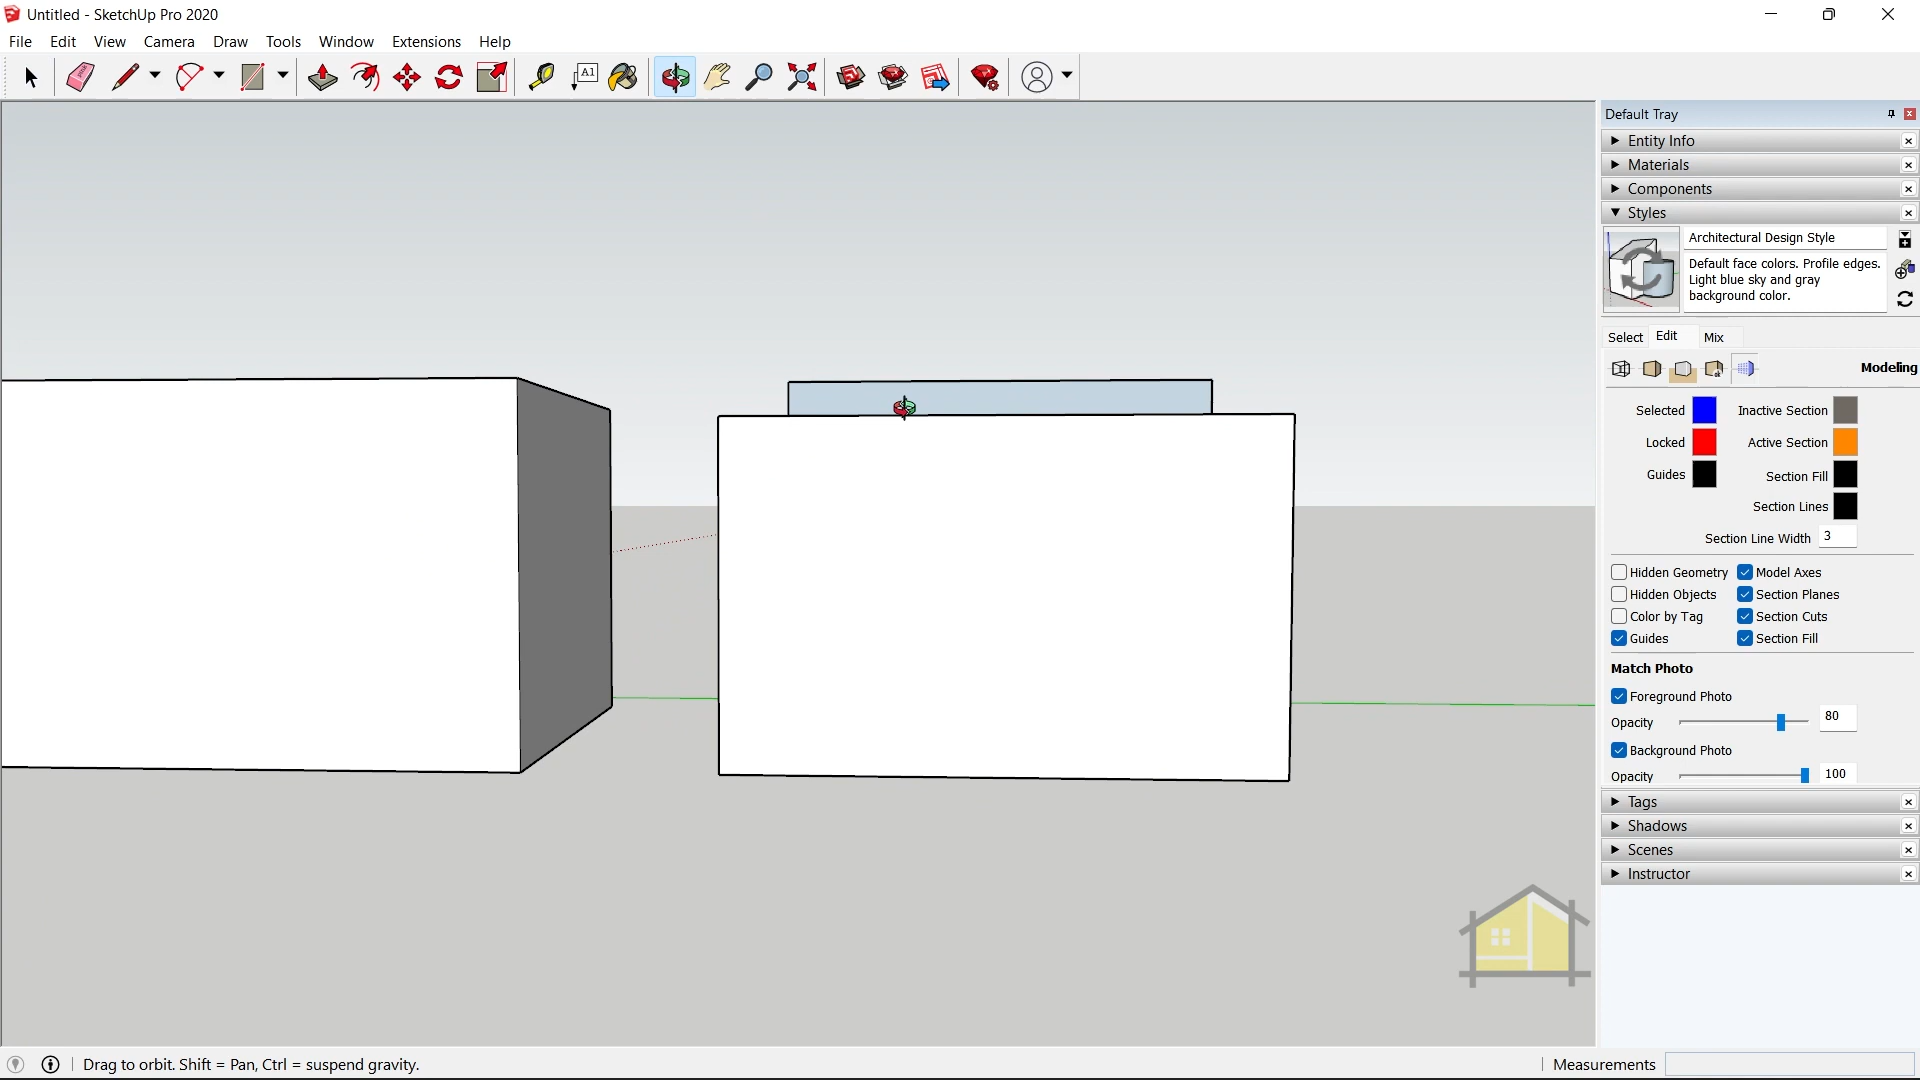 Untitled - SketchUp Pro 2020
File Edit View Camera Draw Tools Window Extensions Help
A1
Default Tray
Entity Info
Materials
Components
Styles
Architectural Design Style
Default face colors. Profile edges.
Light blue sky and gray
background color.
Select Edit Mix
Modeling
Selected Inactive Section
Locked Active Section
Guides Section Fill
Section Lines
Section Line Width 3
Hidden Geometry Model Axes
Hidden Objects Section Planes
Color by Tag Section Cuts
Guides Section Fill
Match Photo
Foreground Photo
Opacity 80
Background Photo
Opacity 100
Tags
Shadows
Scenes
Instructor
Drag to orbit. Shift = Pan, Ctrl = suspend gravity.
Measurements